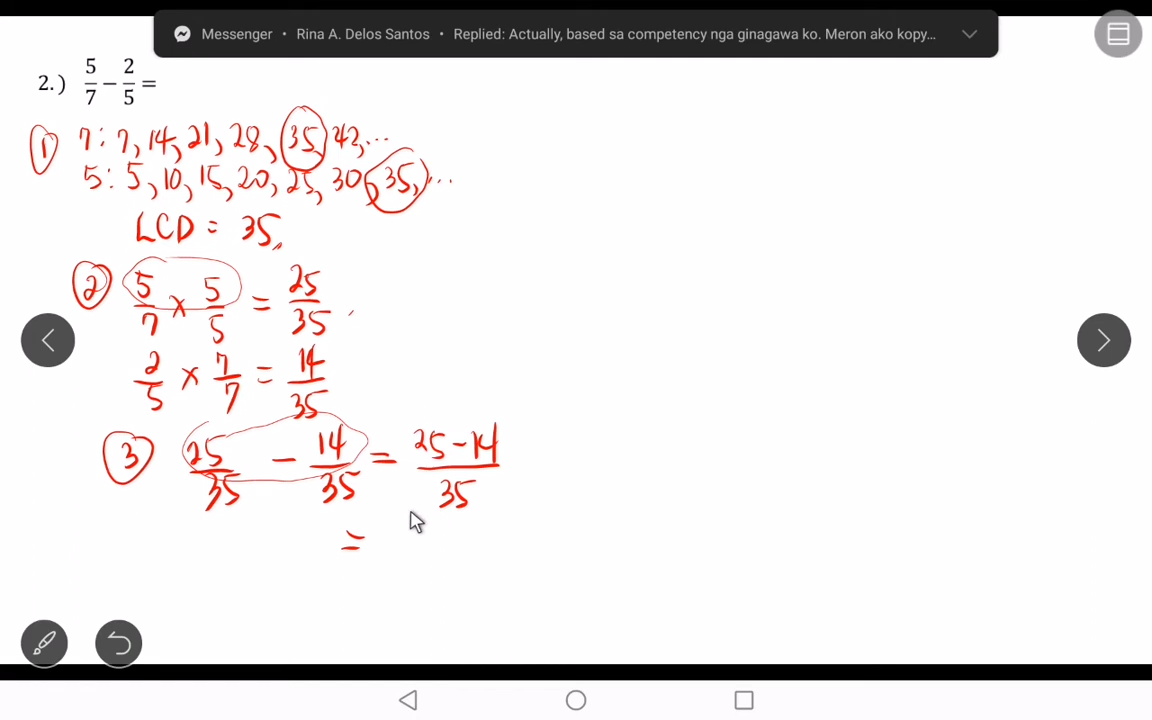 Messenger • Rina A. Delos Santos • Replied: Actually, based sa competency nga ginagawa ko. Meron ako kopy...
2.) 5/7 − 2/5 =
① 7: 7, 14, 21, 28, 35, 42, ...
5: 5, 10, 15, 20, 25, 30, 35, ...
LCD = 35
② 5/7 × 5/5 = 25/35
2/5 × 7/7 = 14/35
③ 25/35 − 14/35 = 25−14/35
=